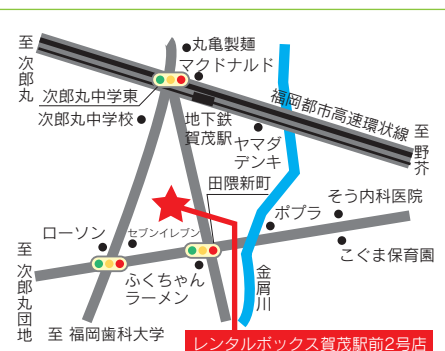 至 次郎丸
丸亀製麺
マクドナルド
次郎丸中学東
次郎丸中学校
地下鉄
賀茂駅
福岡都市高速環状線
至 野芥
ヤマダ
デンキ
田隈新町
そう内科医院
ポプラ
ローソン
セブンイレブン
こぐま保育園
至 次郎丸団地
ふくちゃん
ラーメン
金屑川
至 福岡歯科大学
レンタルボックス賀茂駅前2号店